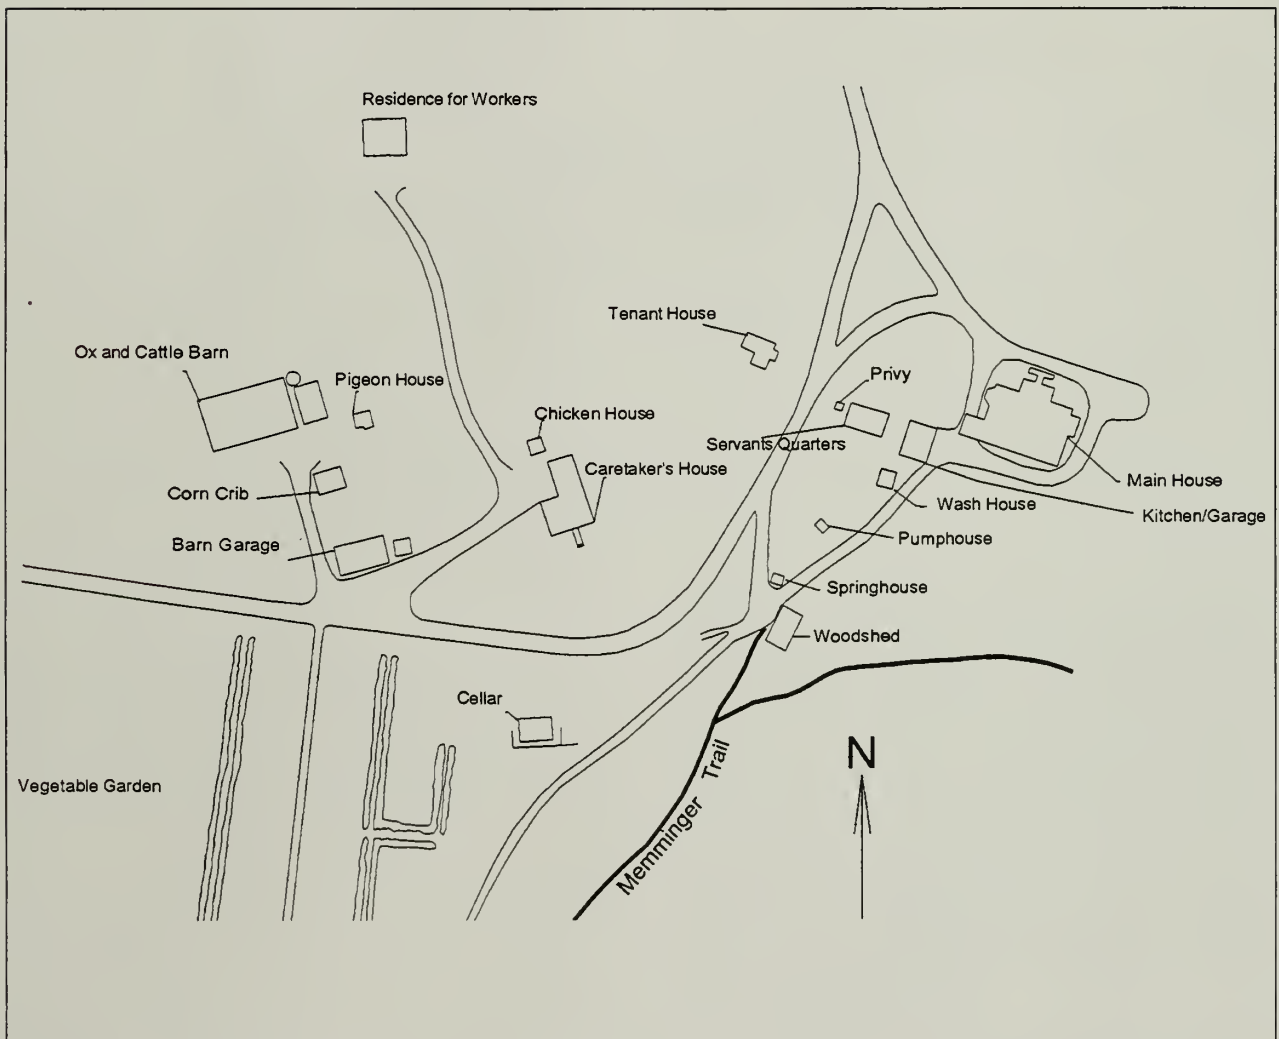 Residence for Workers
Tenant House
Ox and Cattle Barn
Pigeon House
Privy
Chicken House
Servants Quarters
Caretaker's House
Main House
Corn Crib
Wash House
Kitchen/Garage
Barn Garage
Pumphouse
Springhouse
Woodshed
Cellar
N
Memminger Trail
Vegetable Garden